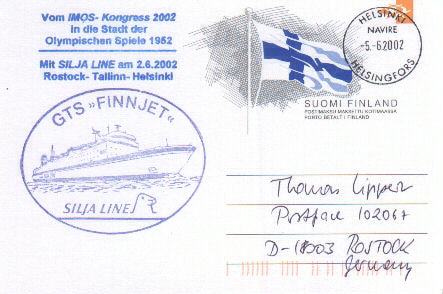 Vom IMOS- Kongress 2002
in die Stadt der
Olympischen Spiele 1952
Mit SILJA LINE am 2.6.2002
Rostock- Tallinn- Helsinki
GTS »FINNJET«
SILJA LINE
HELSINKI
NAVIRE
-5.-6.2002
HELSINGFORS
SUOMI FINLAND
POSTIMAKSU MAKSETTU KOTIMAASSA
PORTO BETALT I FINLAND
Thomas Lipper
Postfach 102067
D-18003 ROSTOCK
Germany